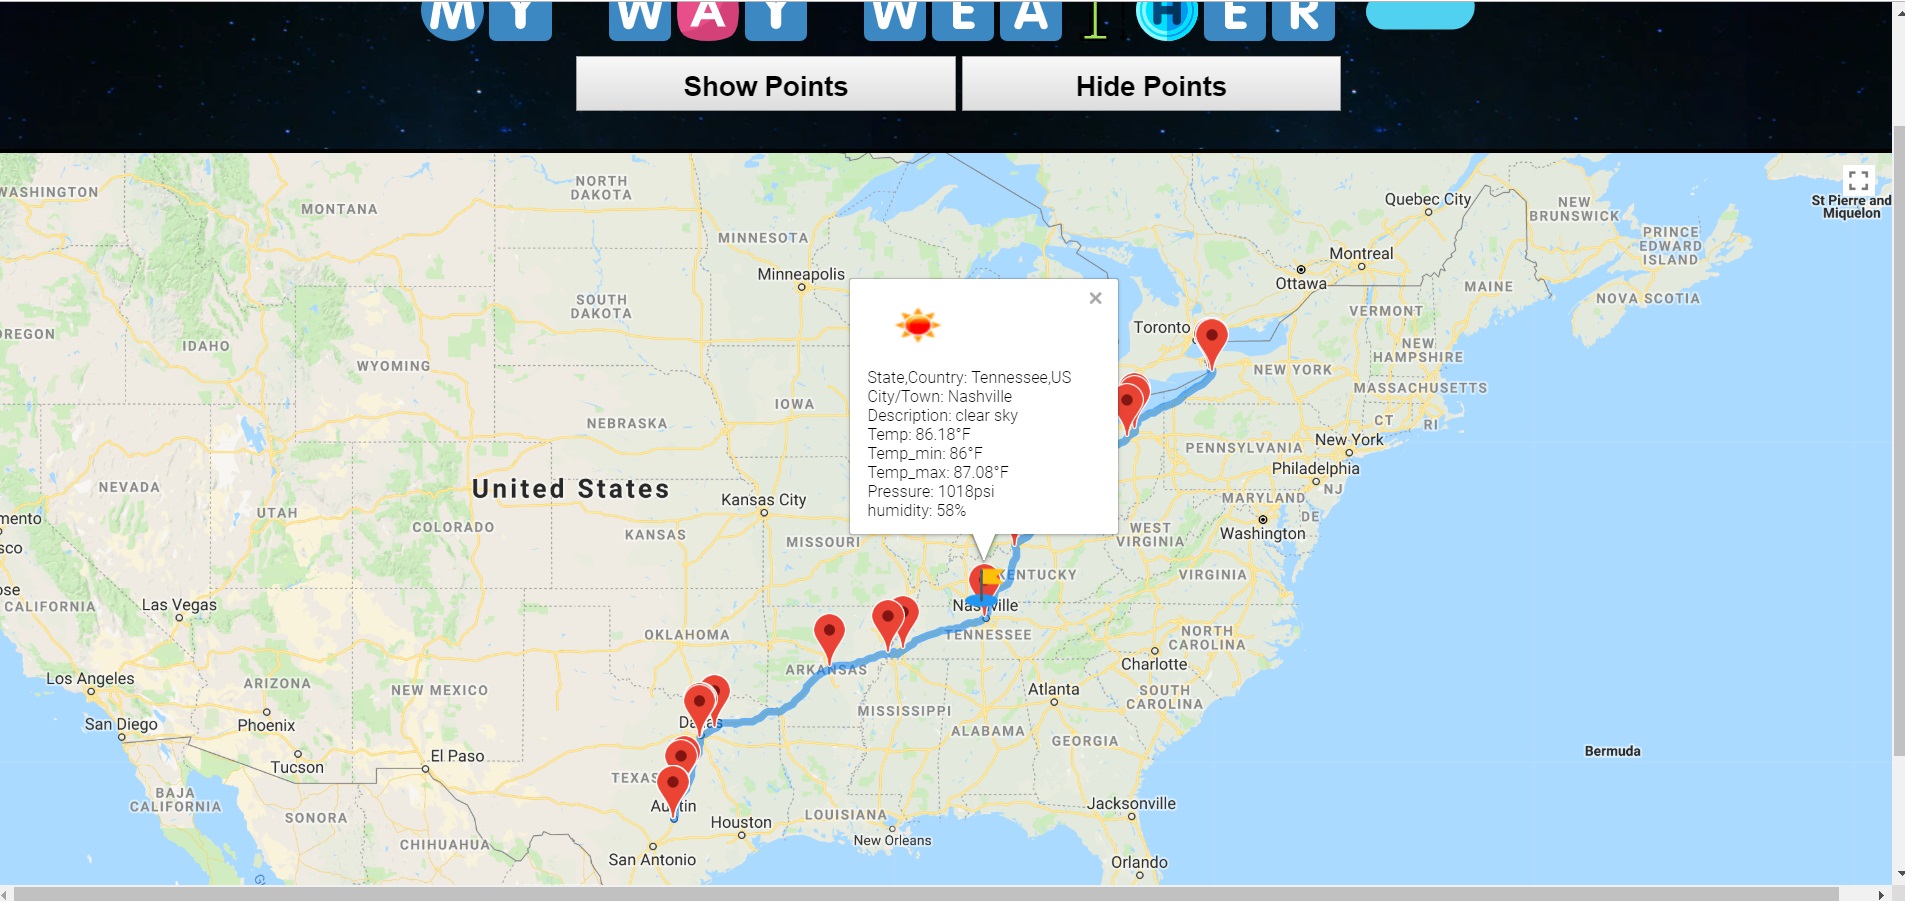 MY WAY WEATHER
Show Points
Hide Points
WASHINGTON
MONTANA
NORTH
DAKOTA
MINNESOTA
Quebec City
NEW
BRUNSWICK
St Pierre and
Miquelon
PRINCE
EDWARD
ISLAND
Montreal
Minneapolis
Ottawa
MAINE
NOVA SCOTIA
SOUTH
DAKOTA
VERMONT
OREGON
IDAHO
Toronto
NEW
HAMPSHIRE
WYOMING
NEW YORK
MASSACHUSETTS
State,Country: Tennessee,US
City/Town: Nashville
Description: clear sky
Temp: 86.18°F
Temp_min: 86°F
Temp_max: 87.08°F
Pressure: 1018psi
humidity: 58%
IOWA
NEBRASKA
CT
RI
New York
PENNSYLVANIA
Philadelphia
NEVADA
United States
Kansas City
MARYLAND
NJ
UTAH
COLORADO
DE
mento
KANSAS
MISSOURI
WEST
VIRGINIA
Washington
sco
KENTUCKY
VIRGINIA
ose
CALIFORNIA
Las Vegas
Nashville
OKLAHOMA
TENNESSEE
NORTH
CAROLINA
Charlotte
ARKANSAS
Los Angeles
ARIZONA
NEW MEXICO
Atlanta
SOUTH
CAROLINA
MISSISSIPPI
San Diego
Phoenix
Dallas
ALABAMA
GEORGIA
Bermuda
El Paso
Tucson
TEXAS
BAJA
CALIFORNIA
Austin
Jacksonville
SONORA
Houston
LOUISIANA
CHIHUAHUA
New Orleans
San Antonio
Orlando